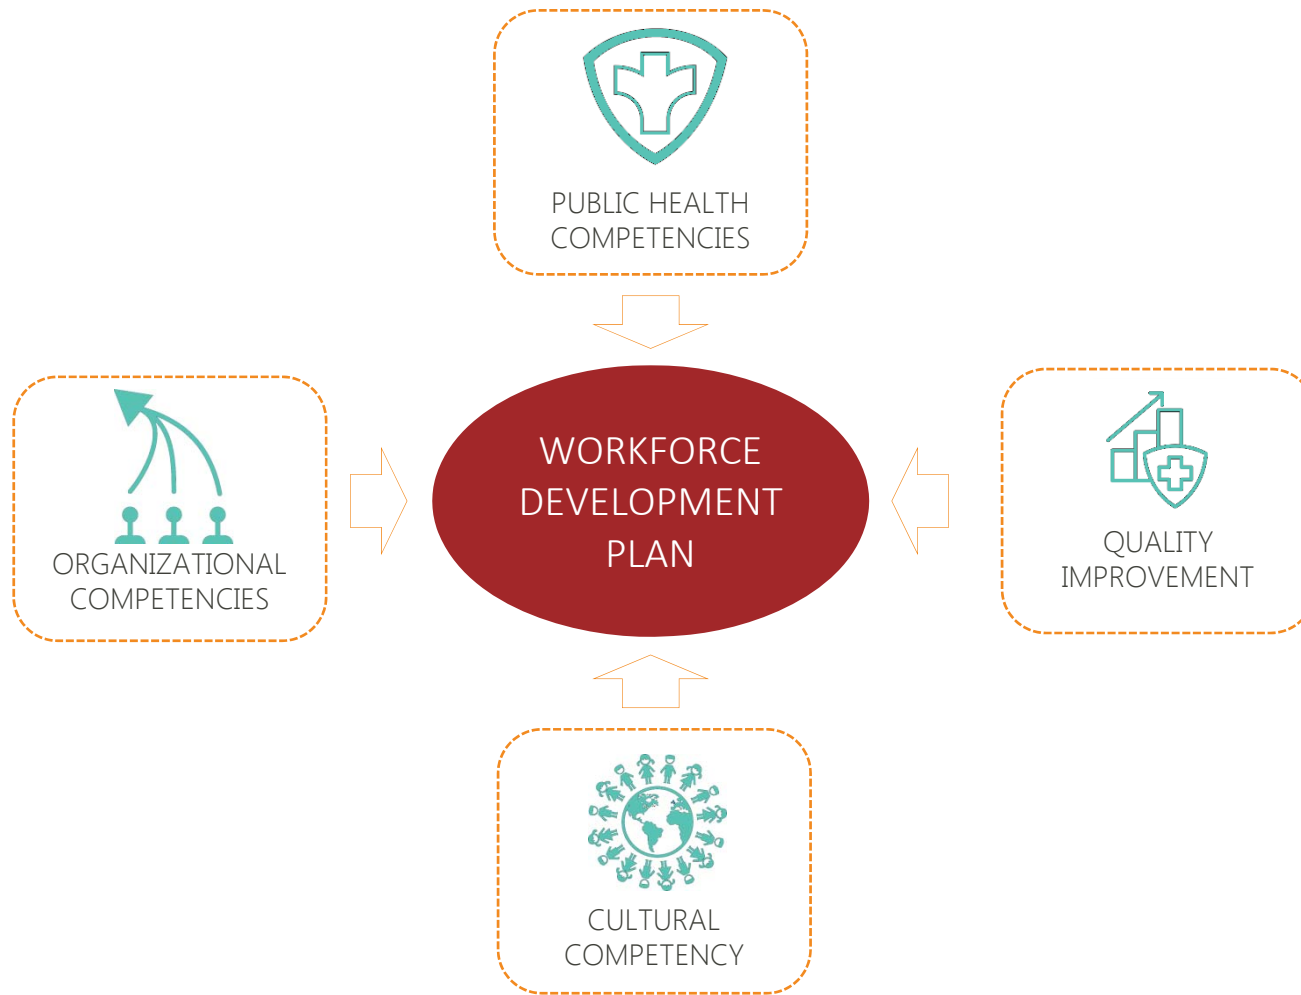 PUBLIC HEALTH
COMPETENCIES
WORKFORCE
DEVELOPMENT
PLAN
ORGANIZATIONAL
COMPETENCIES
QUALITY
IMPROVEMENT
CULTURAL
COMPETENCY